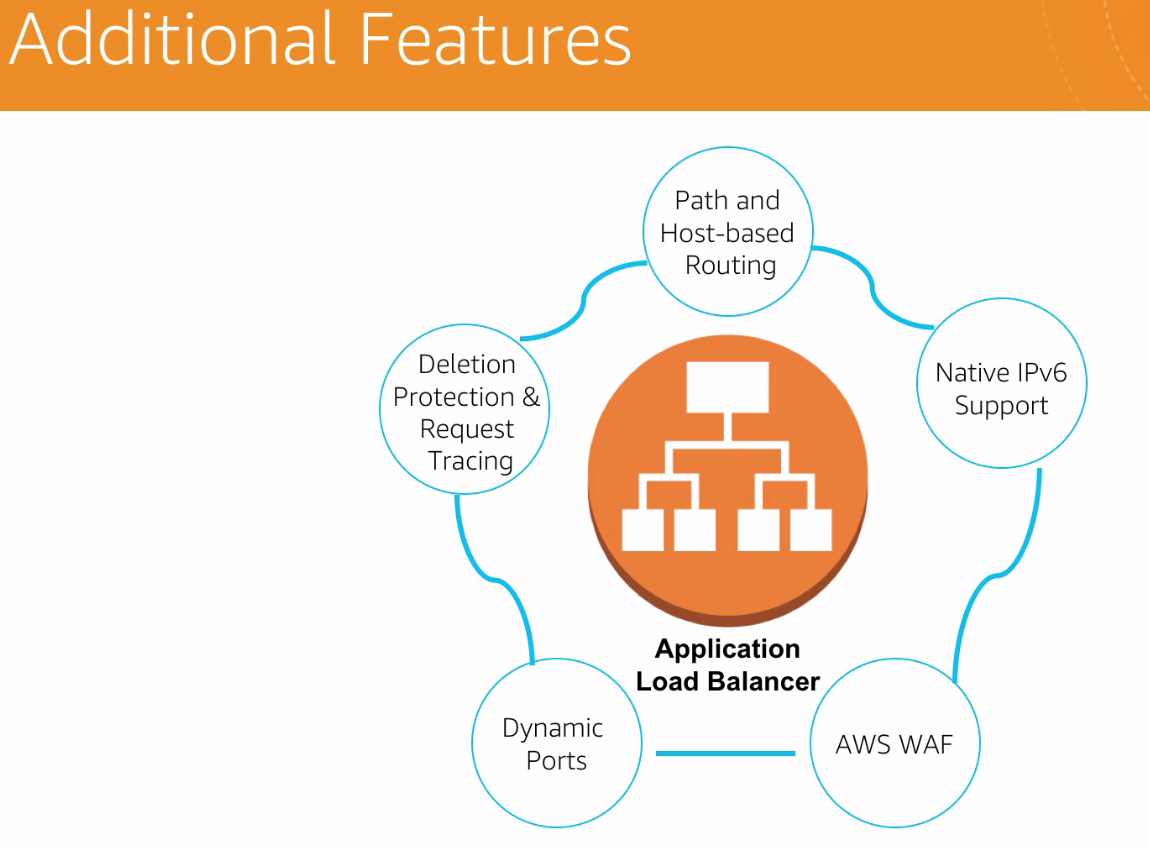 Additional Features
Path and
Host-based
Routing
Native IPv6
Support
Deletion
Protection &
Request
Tracing
Application
Load Balancer
Dynamic
Ports
AWS WAF